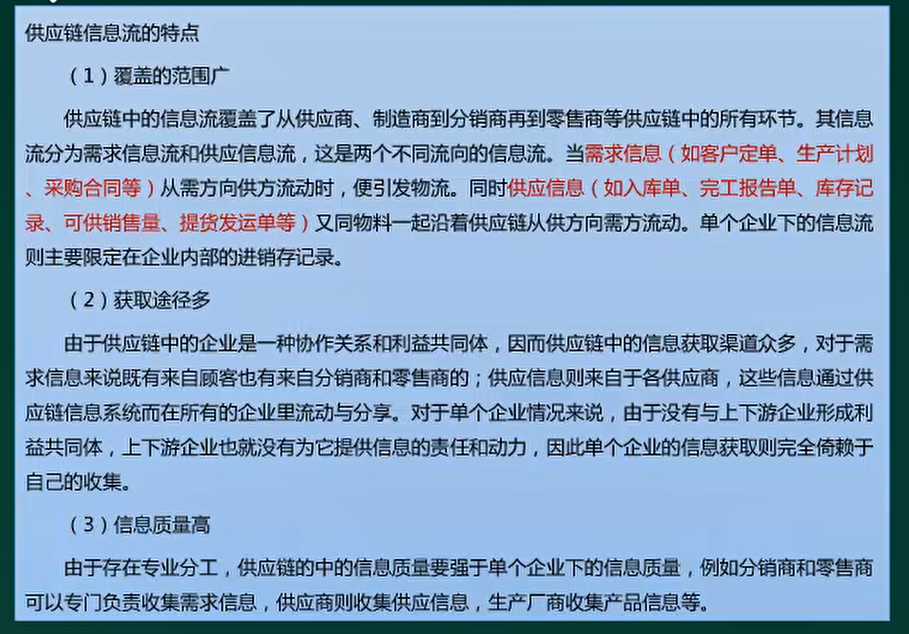 供应链信息流的特点
（1）覆盖的范围广
供应链中的信息流覆盖了从供应商、制造商到分销商再到零售商等供应链中的所有环节。其信息
流分为需求信息流和供应信息流，这是两个不同流向的信息流。当需求信息（如客户定单、生产计划
、采购合同等）从需方向供方流动时，便引发物流。同时供应信息（如入库单、完工报告单、库存记
录、可供销售量、提货发运单等）又同物料一起沿着供应链从供方向需方流动。单个企业下的信息流
则主要限定在企业内部的进销存记录。
（2）获取途径多
由于供应链中的企业是一种协作关系和利益共同体，因而供应链中的信息获取渠道众多，对于需
求信息来说既有来自顾客也有来自分销商和零售商的；供应信息则来自于各供应商，这些信息通过供
应链信息系统而在所有的企业里流动与分享。对于单个企业情况来说，由于没有与上下游企业形成利
益共同体，上下游企业也就没有为它提供信息的责任和动力，因此单个企业的信息获取则完全倚赖于
自己的收集。
（3）信息质量高
由于存在专业分工，供应链的中的信息质量要强于单个企业下的信息质量，例如分销商和零售商
可以专门负责收集需求信息，供应商则收集供应信息，生产厂商收集产品信息等。